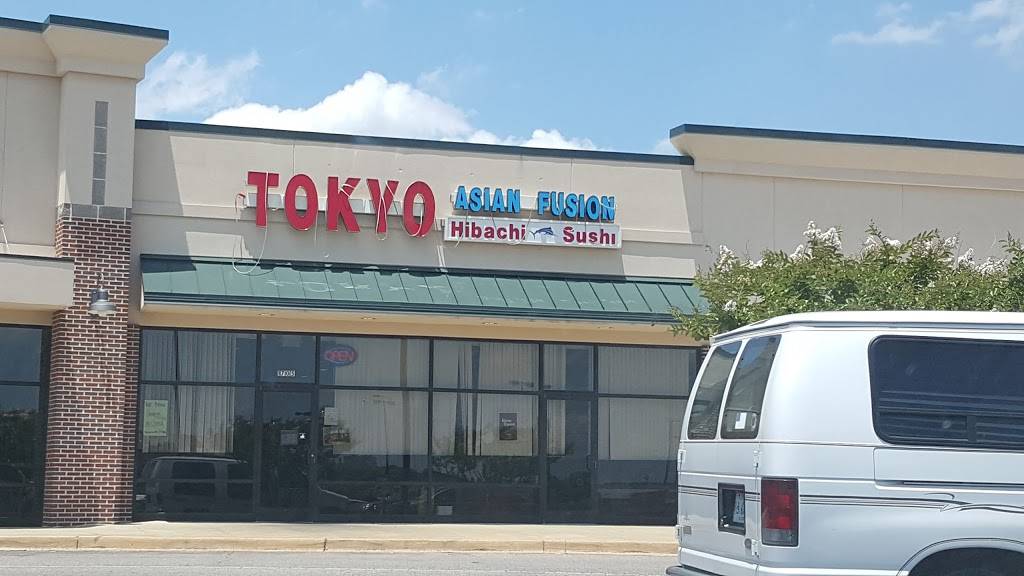 TOKYO
ASIAN FUSION
Hibachi Sushi
OPEN